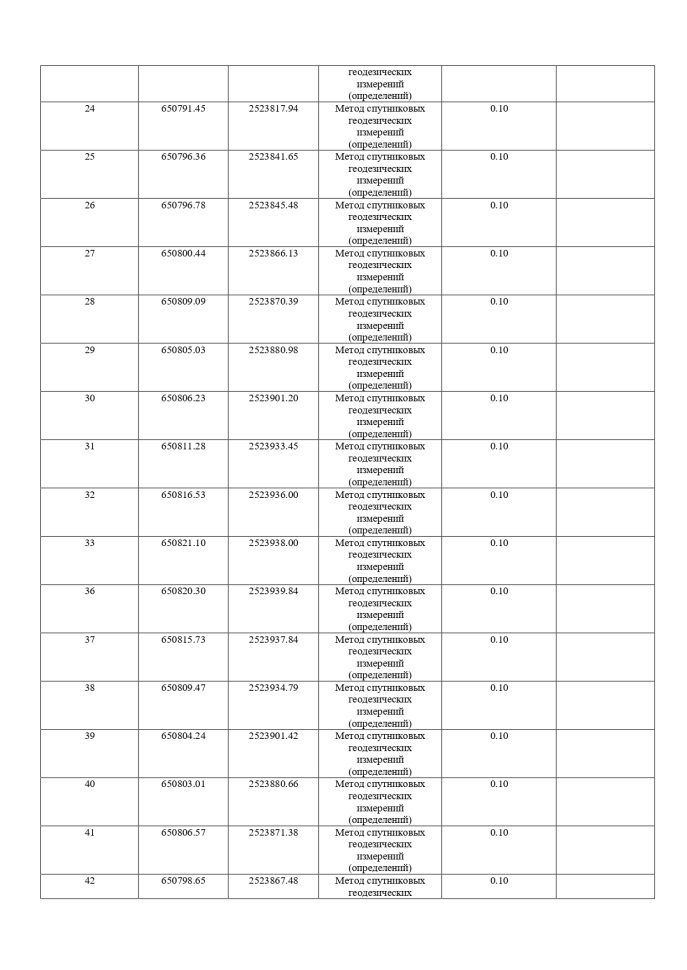 геодезических
измерений
(определений)
24 650791.45 2523817.94 Метод спутниковых 0.10
геодезических
измерений
(определений)
25 650796.36 2523841.65 Метод спутниковых 0.10
геодезических
измерений
(определений)
26 650796.78 2523845.48 Метод спутниковых 0.10
геодезических
измерений
(определений)
27 650800.44 2523866.13 Метод спутниковых 0.10
геодезических
измерений
(определений)
28 650809.09 2523870.39 Метод спутниковых 0.10
геодезических
измерений
(определений)
29 650805.03 2523880.98 Метод спутниковых 0.10
геодезических
измерений
(определений)
30 650806.23 2523901.20 Метод спутниковых 0.10
геодезических
измерений
(определений)
31 650811.28 2523933.45 Метод спутниковых 0.10
геодезических
измерений
(определений)
32 650816.53 2523936.00 Метод спутниковых 0.10
геодезических
измерений
(определений)
33 650821.10 2523938.00 Метод спутниковых 0.10
геодезических
измерений
(определений)
36 650820.30 2523939.84 Метод спутниковых 0.10
геодезических
измерений
(определений)
37 650815.73 2523937.84 Метод спутниковых 0.10
геодезических
измерений
(определений)
38 650809.47 2523934.79 Метод спутниковых 0.10
геодезических
измерений
(определений)
39 650804.24 2523901.42 Метод спутниковых 0.10
геодезических
измерений
(определений)
40 650803.01 2523880.66 Метод спутниковых 0.10
геодезических
измерений
(определений)
41 650806.57 2523871.38 Метод спутниковых 0.10
геодезических
измерений
(определений)
42 650798.65 2523867.48 Метод спутниковых 0.10
геодезических